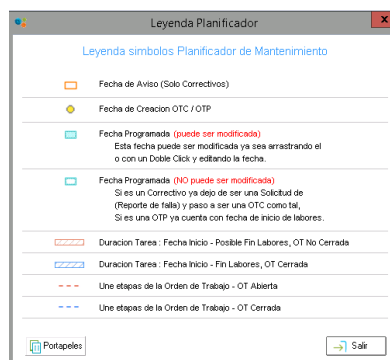 Leyenda Planificador
x
Leyenda simbolos Planificador de Mantenimiento
Fecha de Aviso (Solo Correctivos)
Fecha de Creacion OTC / OTP
Fecha Programada (puede ser modificada)
Esta fecha puede ser modificada ya sea arrastrando el
o con un Doble Click y editando la fecha.
Fecha Programada (NO puede ser modificada)
Si es un Correctivo ya dejo de ser una Solicitud de
(Reporte de falla) y paso a ser una OTC como tal,
Si es una OTP ya cuenta con fecha de inicio de labores.
Duracion Tarea : Fecha Inicio - Posible Fin Labores, OT No Cerrada
Duracion Tarea : Fecha Inicio - Fin Labores, OT Cerrada
Une etapas de la Orden de Trabajo - OT Abierta
Une etapas de la Orden de Trabajo - OT Cerrada
Portapeles
Salir